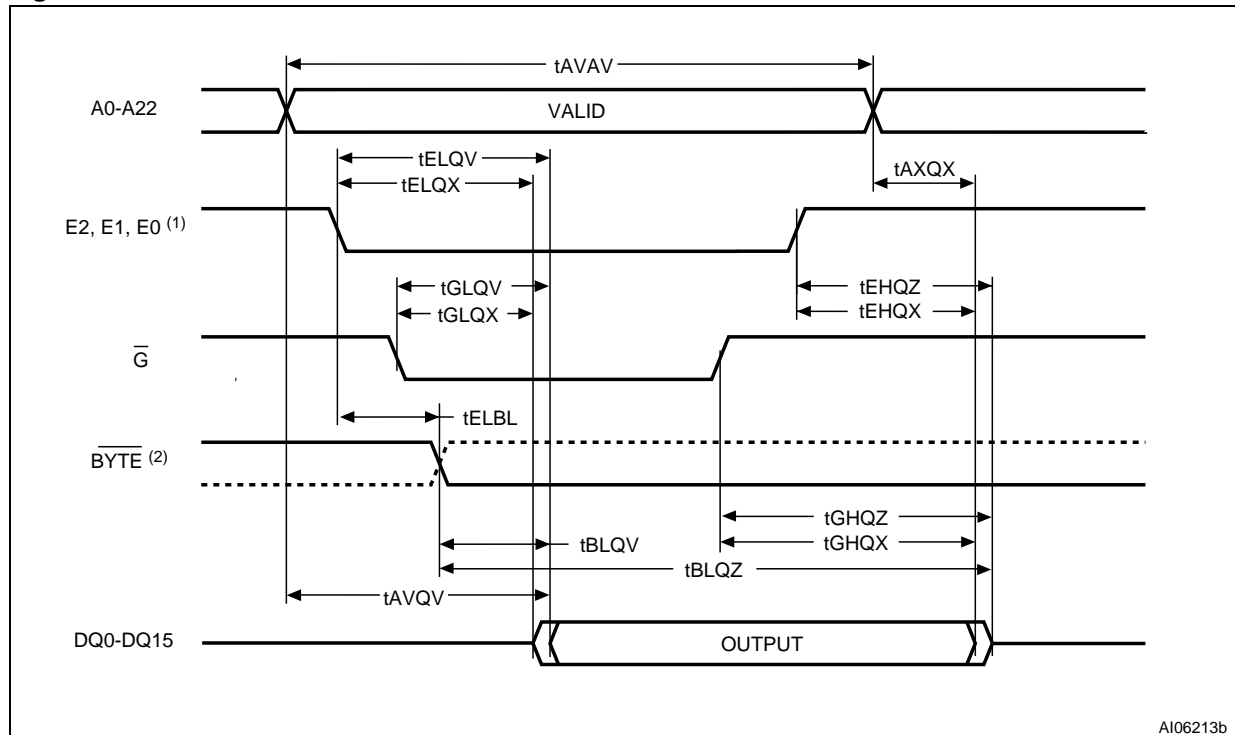 tAVAV
A0-A22
VALID
tELQV
tAXQX
tELQX
E2, E1, E0 (1)
tGLQV
tEHQZ
tGLQX
tEHQX
G
tELBL
BYTE (2)
tGHQZ
tBLQV
tGHQX
tBLQZ
tAVQV
DQ0-DQ15
OUTPUT
AI06213b